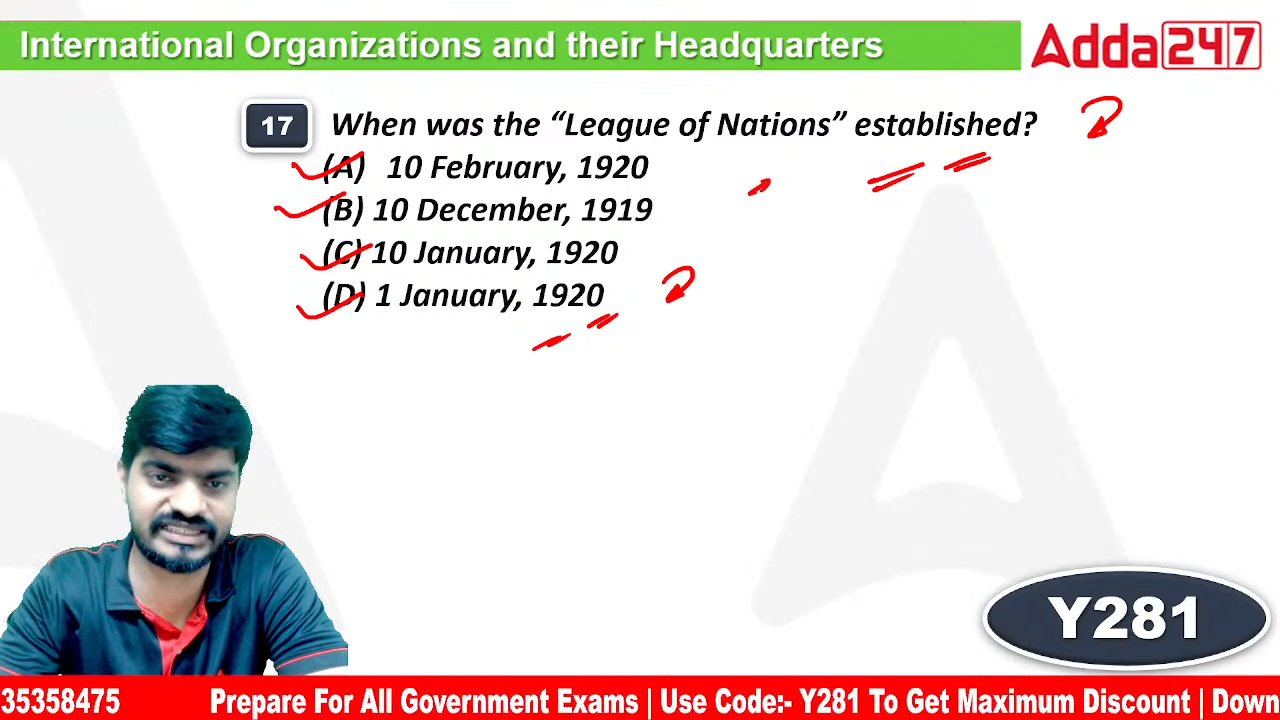 International Organizations and their Headquarters
Adda247
17 When was the “League of Nations” established?
(A) 10 February, 1920
(B) 10 December, 1919
(C) 10 January, 1920
(D) 1 January, 1920
Y281
35358475 Prepare For All Government Exams | Use Code:- Y281 To Get Maximum Discount | Down